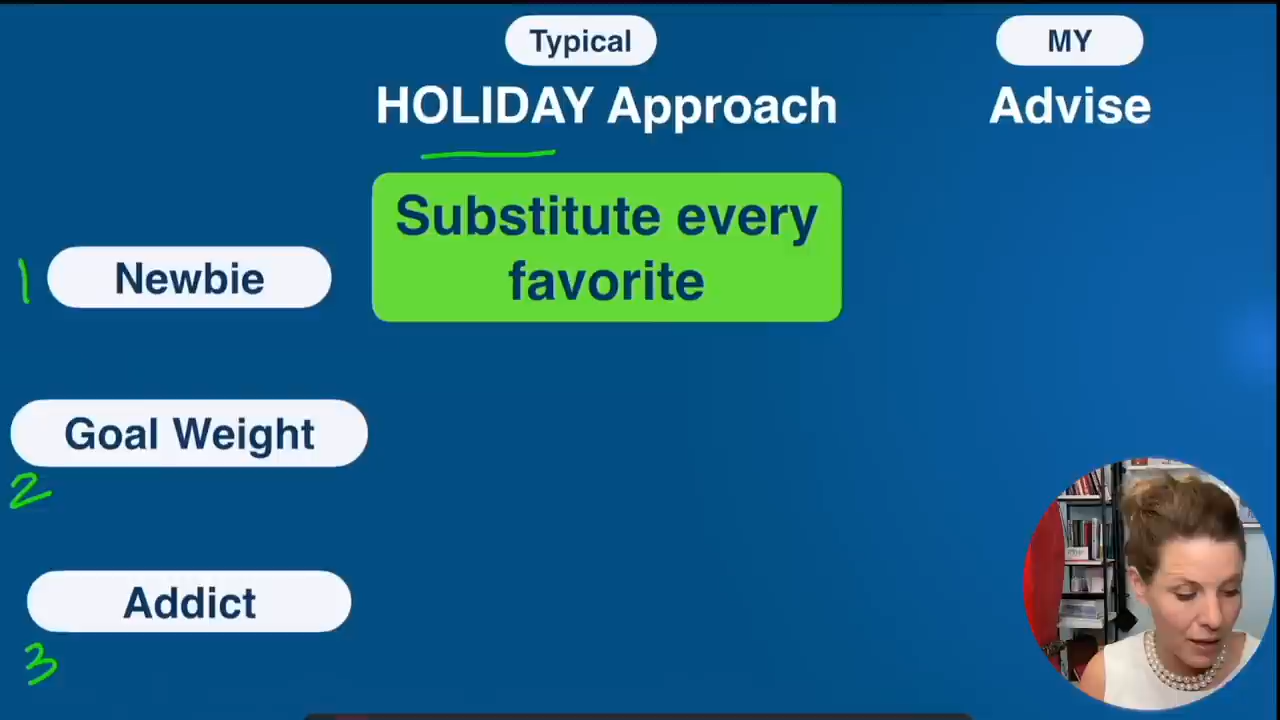 Typical
MY
HOLIDAY Approach
Advise
Substitute every
favorite
1
Newbie
Goal Weight
2
Addict
3